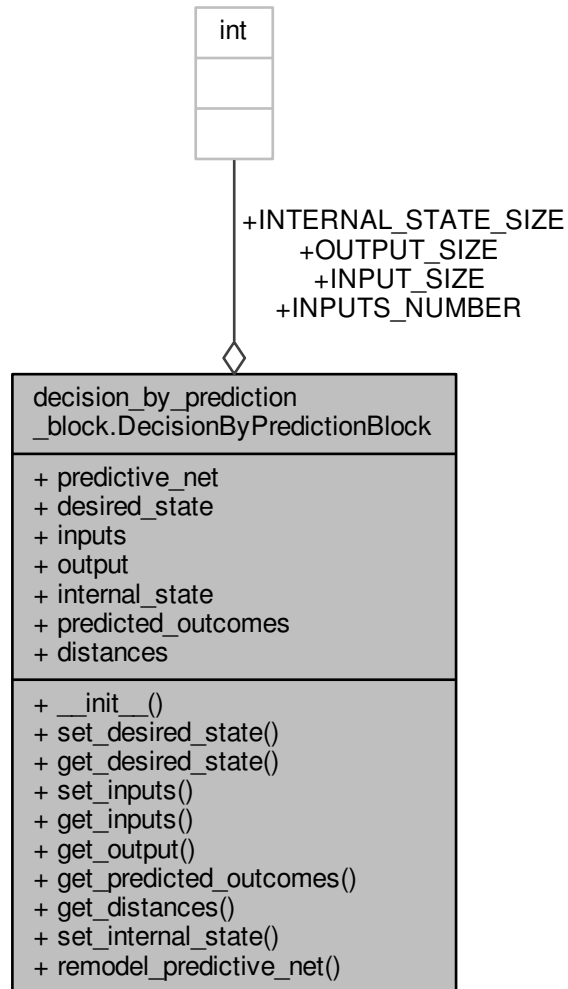 int
+INTERNAL_STATE_SIZE
+OUTPUT_SIZE
+INPUT_SIZE
+INPUTS_NUMBER
decision_by_prediction
_block.DecisionByPredictionBlock
+ predictive_net
+ desired_state
+ inputs
+ output
+ internal_state
+ predicted_outcomes
+ distances
+ __init__()
+ set_desired_state()
+ get_desired_state()
+ set_inputs()
+ get_inputs()
+ get_output()
+ get_predicted_outcomes()
+ get_distances()
+ set_internal_state()
+ remodel_predictive_net()